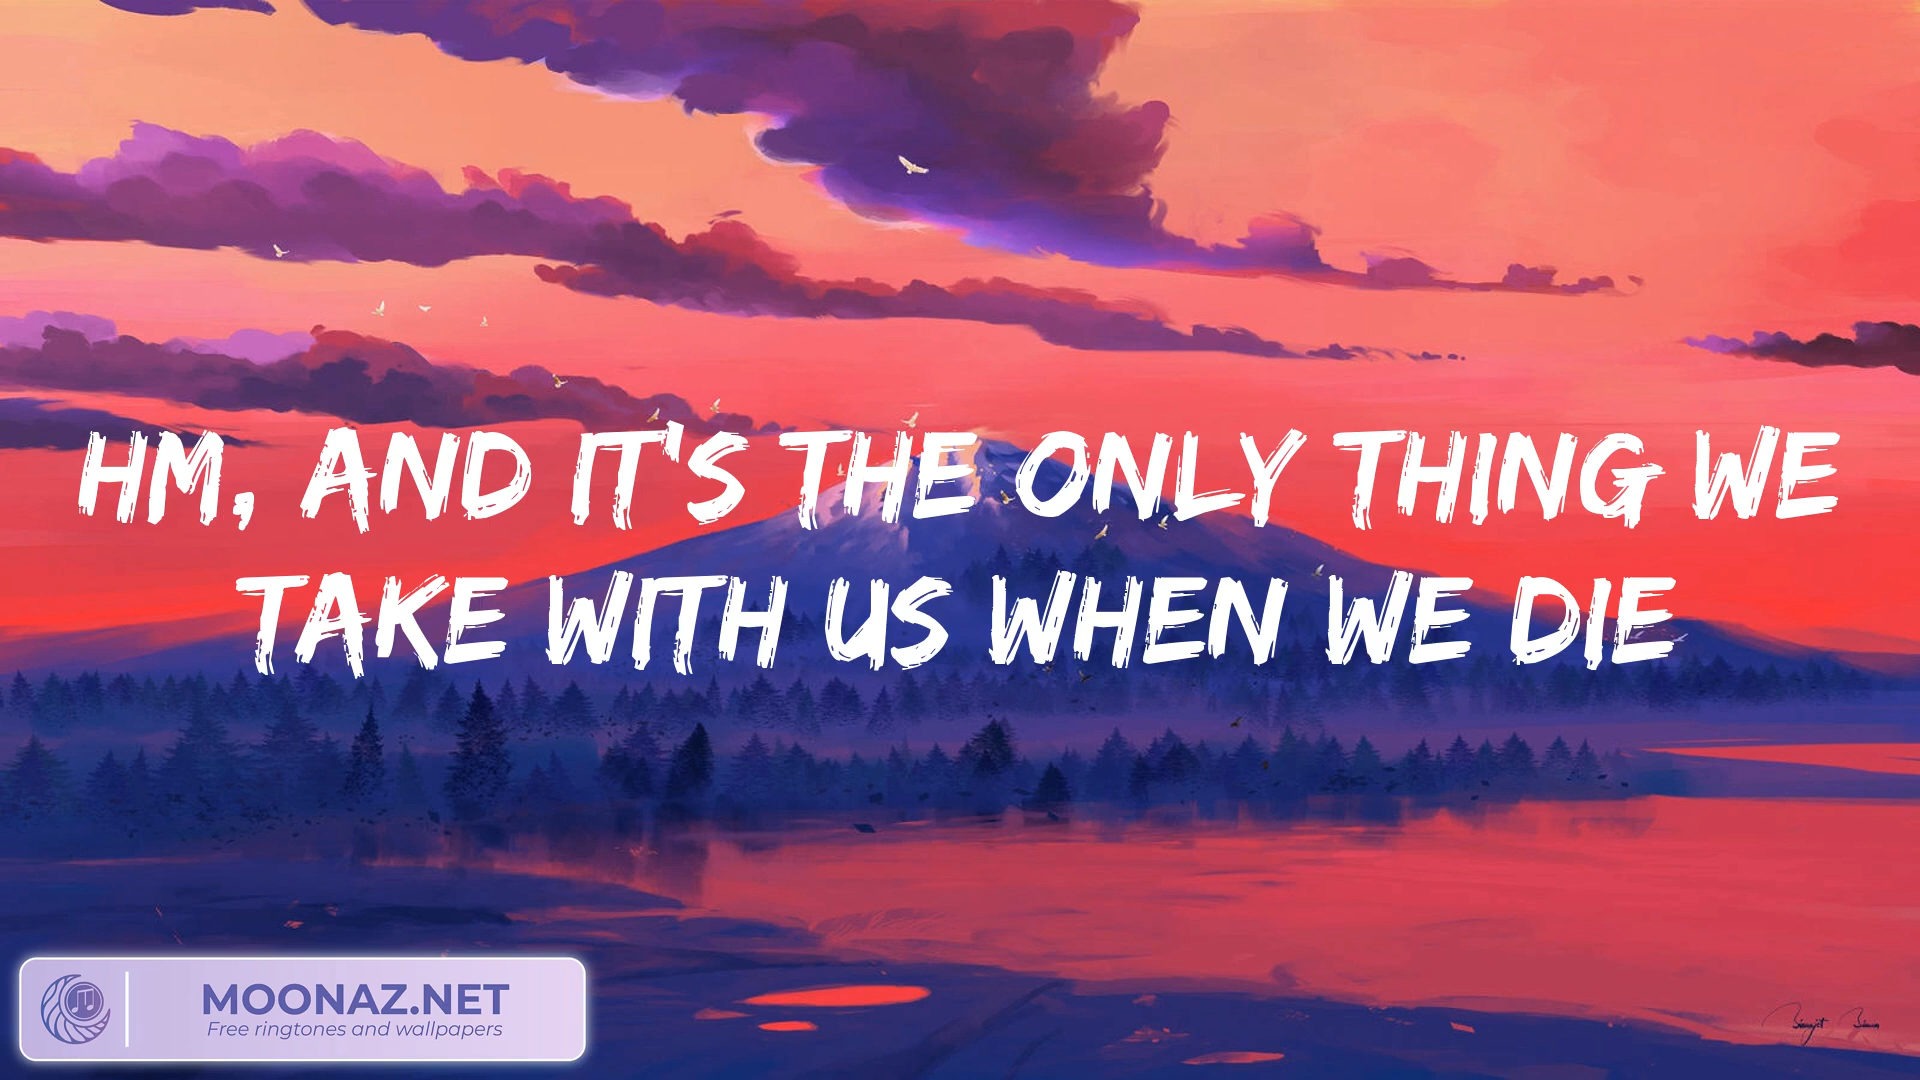 HM, AND IT'S THE ONLY THING WE
TAKE WITH US WHEN WE DIE
MOONAZ.NET
Free ringtones and wallpapers